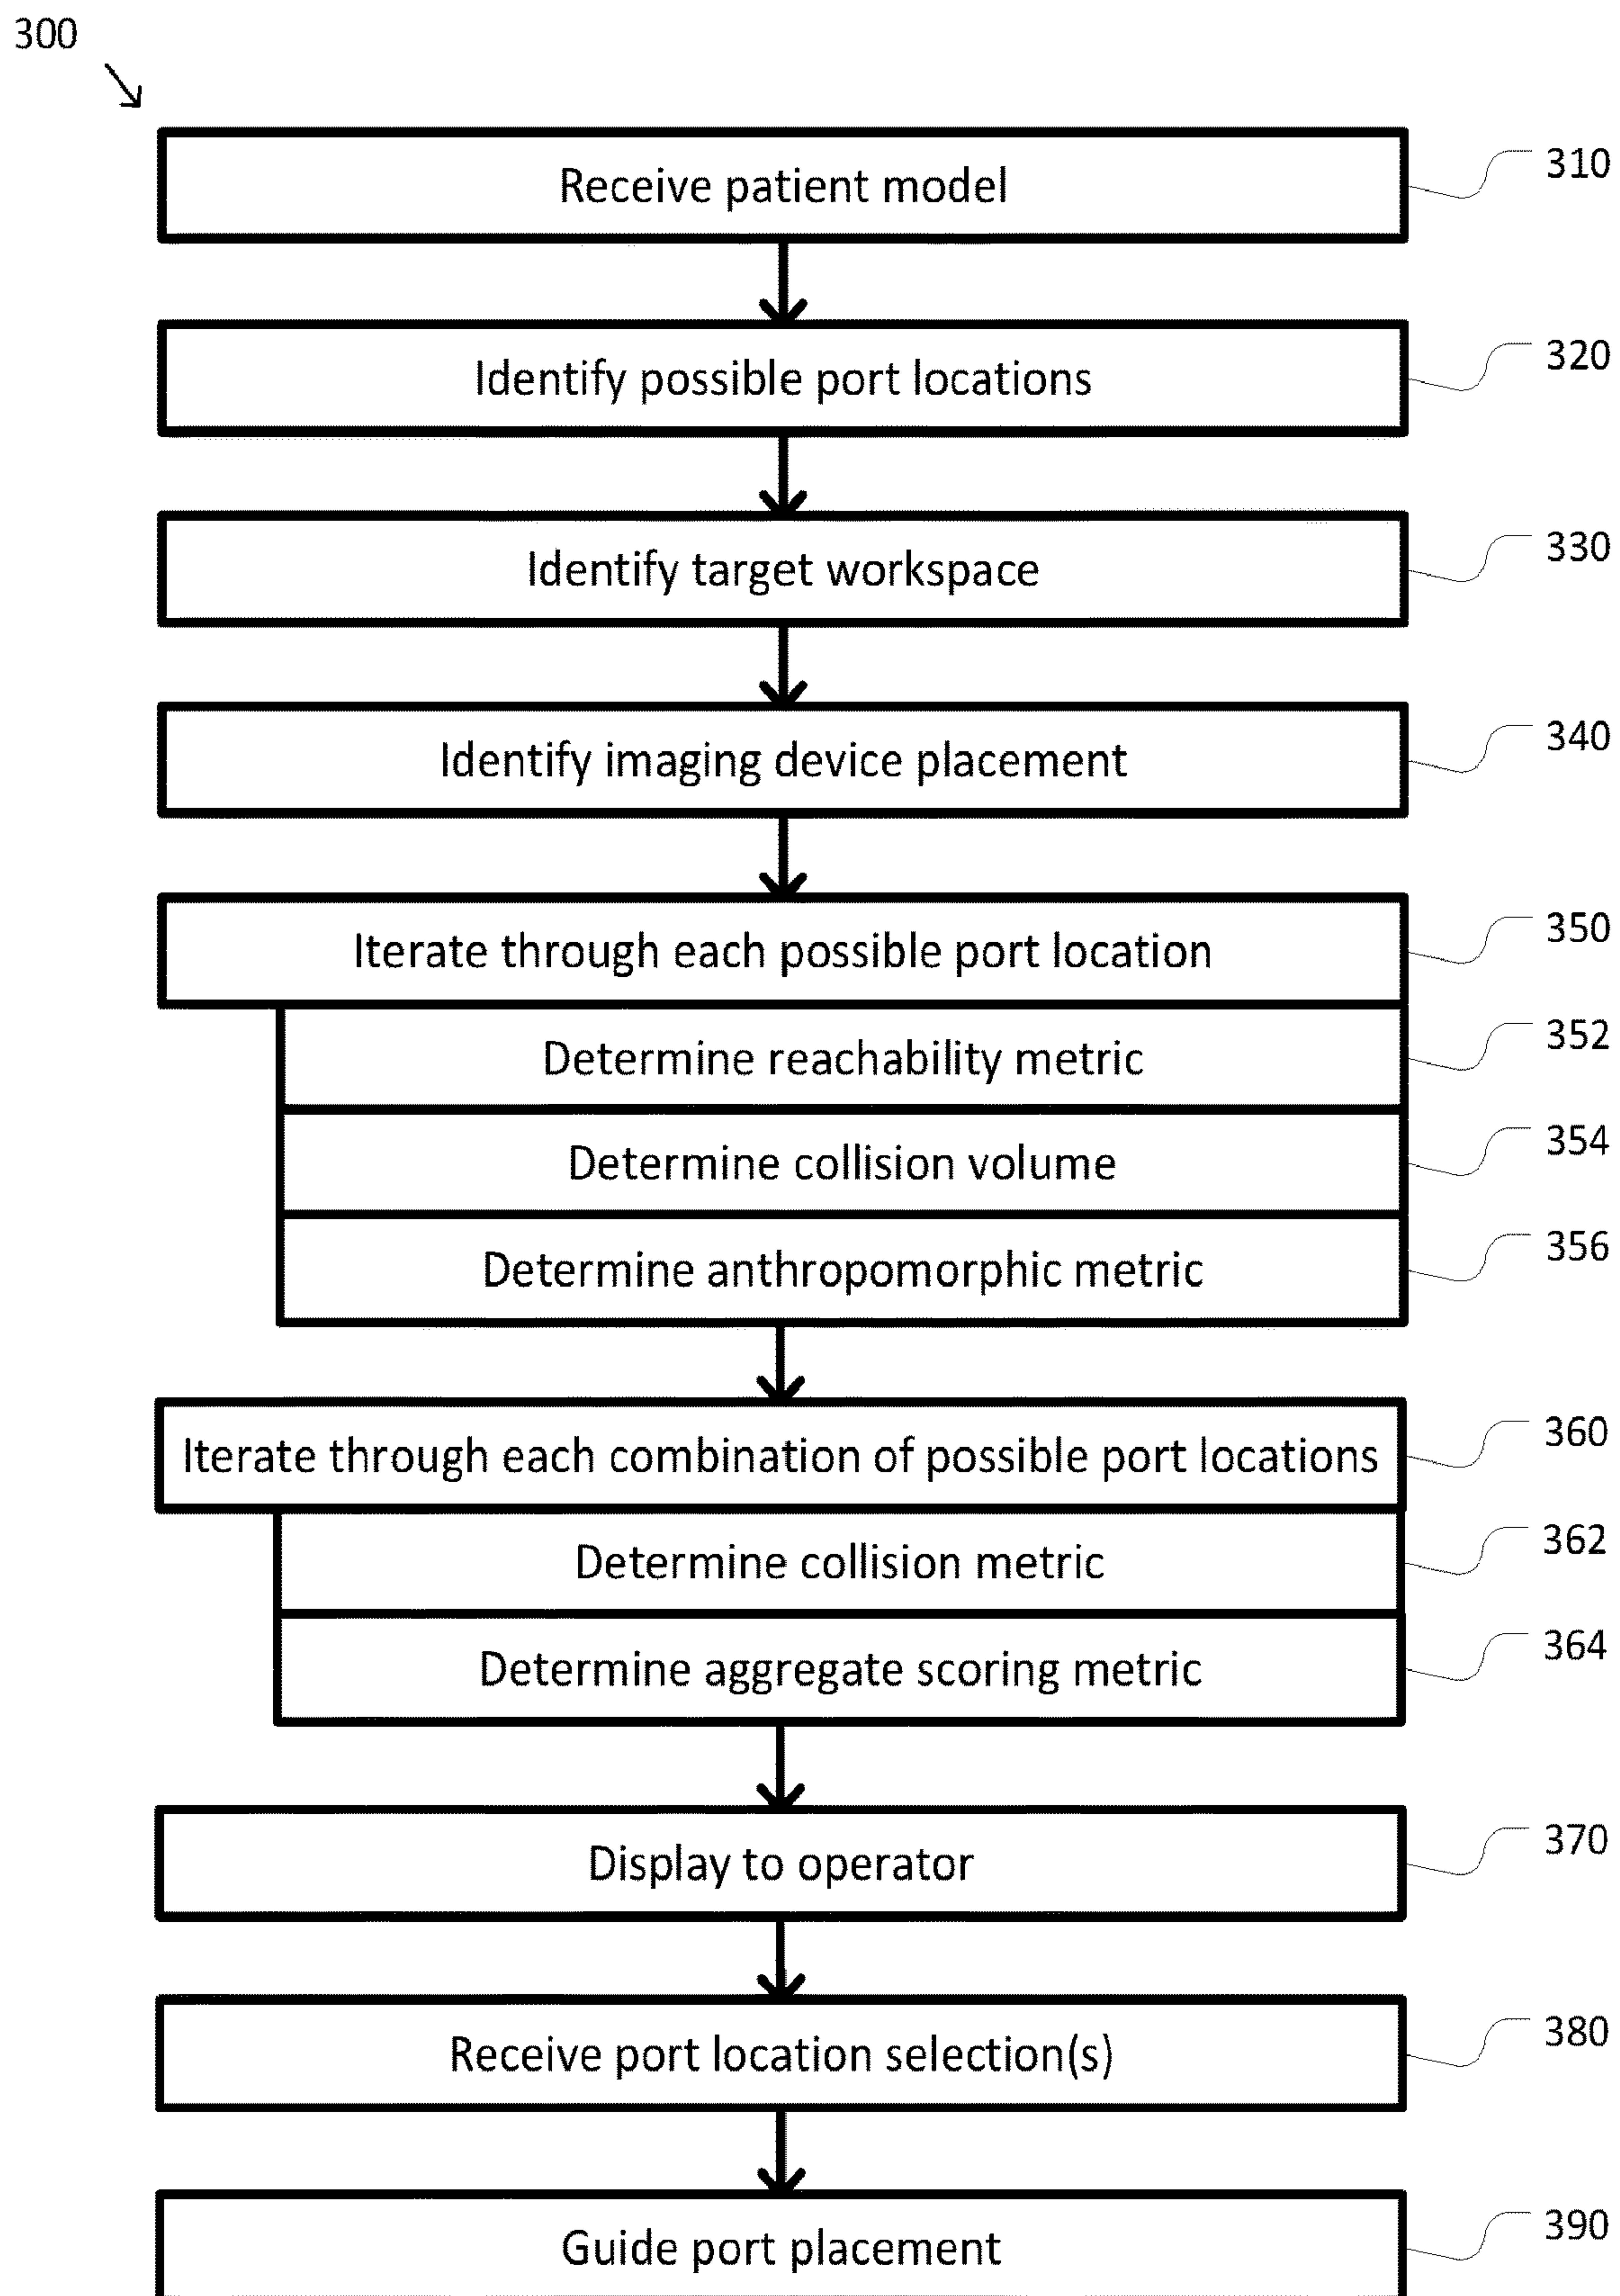 300
Receive patient model 310
Identify possible port locations 320
Identify target workspace 330
Identify imaging device placement 340
Iterate through each possible port location 350
Determine reachability metric 352
Determine collision volume 354
Determine anthropomorphic metric 356
Iterate through each combination of possible port locations 360
Determine collision metric 362
Determine aggregate scoring metric 364
Display to operator 370
Receive port location selection(s) 380
Guide port placement 390